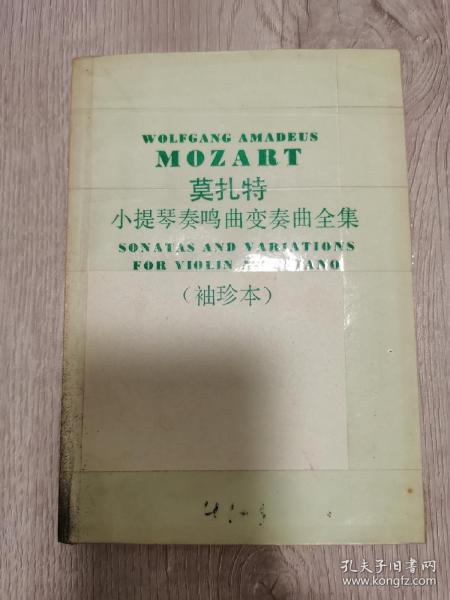 WOLFGANG AMADEUS
MOZART
莫扎特
小提琴奏鸣曲变奏曲全集
SONATAS AND VARIATIONS
FOR VIOLIN PIANO
（袖珍本）
孔夫子旧书网
www.kongfz.com